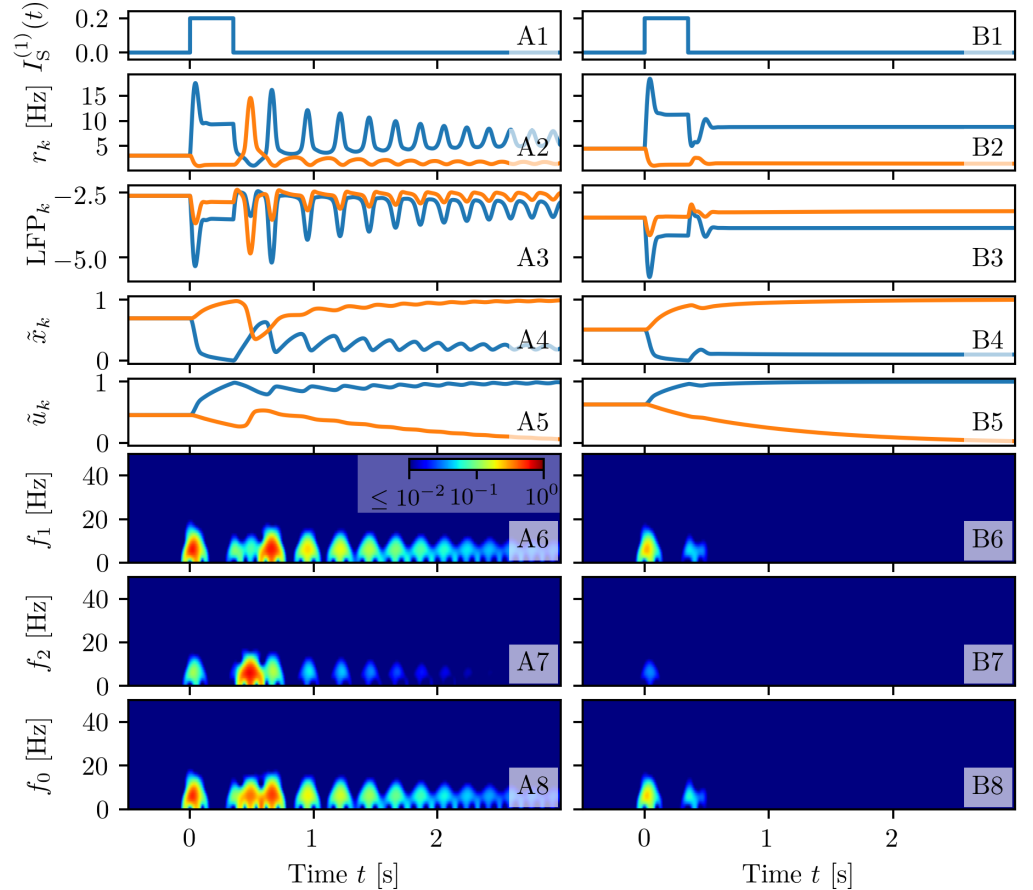 I_S^(1)(t)
0.2
0.0
A1
B1
r_k [Hz]
15
10
5
A2
B2
LFP_k
−2.5
−5.0
A3
B3
x̃_k
1
0
A4
B4
ũ_k
1
0
A5
B5
f_1 [Hz]
40
20
0
≤ 10^−2 10^−1 10^0
A6
B6
f_2 [Hz]
40
20
0
A7
B7
f_0 [Hz]
40
20
0
A8
B8
0 1 2
0 1 2
Time t [s]
Time t [s]